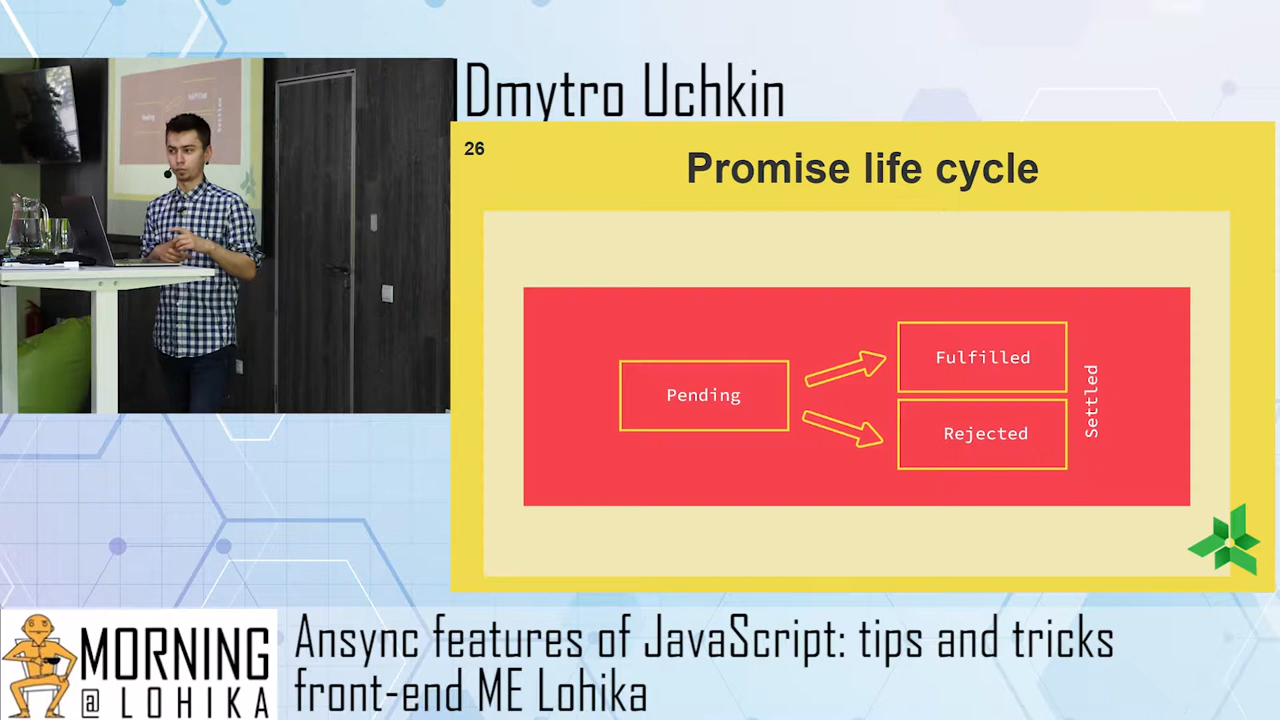 Dmytro Uchkin
26
Promise life cycle
Pending
Fulfilled
Rejected
Settled
MORNING
@ LOHIKA
Ansync features of JavaScript: tips and tricks
front-end ME Lohika